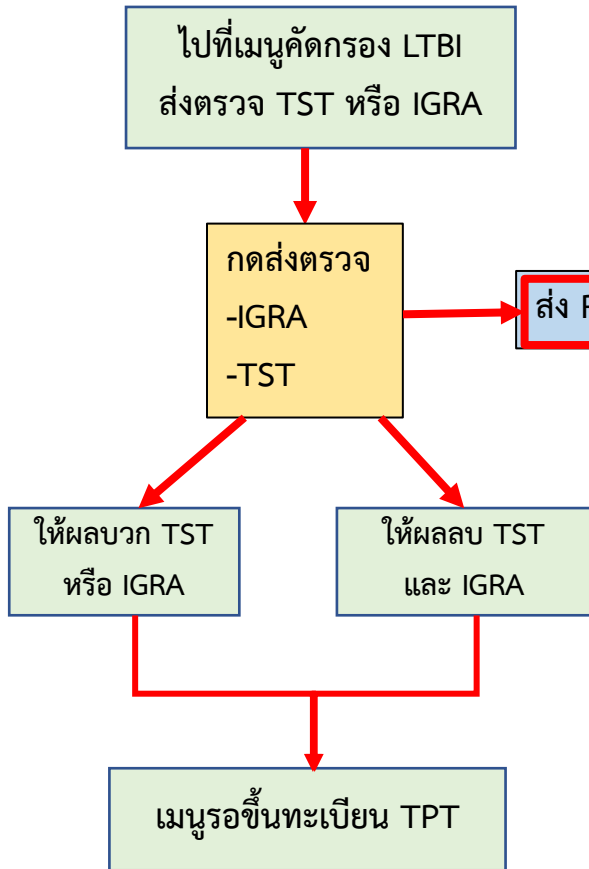 ไปที่เมนูคัดกรอง LTBI
ส่งตรวจ TST หรือ IGRA
กดส่งตรวจ
-IGRA
-TST
ส่ง
ให้ผลบวก TST
หรือ IGRA
ให้ผลลบ TST
และ IGRA
เมนูรอขึ้นทะเบียน TPT